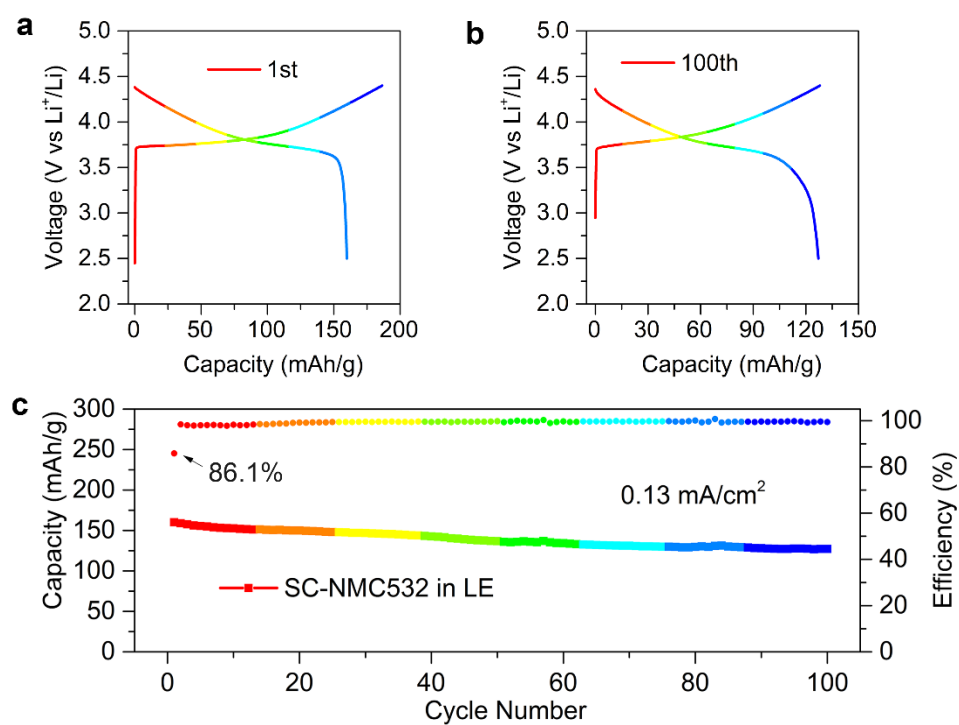 a
5.0
4.5
4.0
3.5
3.0
2.5
2.0
Voltage (V vs Li⁺/Li)
1st
0 50 100 150 200
Capacity (mAh/g)
b
5.0
4.5
4.0
3.5
3.0
2.5
2.0
Voltage (V vs Li⁺/Li)
100th
0 30 60 90 120 150
Capacity (mAh/g)
c
300
250
200
150
100
50
0
Capacity (mAh/g)
86.1%
0.13 mA/cm²
SC-NMC532 in LE
100
80
60
40
20
0
Efficiency (%)
0 20 40 60 80 100
Cycle Number